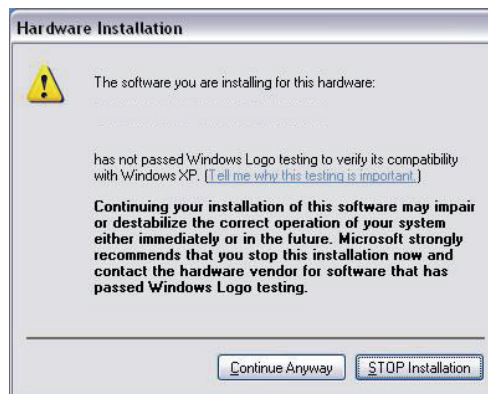 Hardware Installation
The software you are installing for this hardware:
has not passed Windows Logo testing to verify its compatibility
with Windows XP. (Tell me why this testing is important.)
Continuing your installation of this software may impair
or destabilize the correct operation of your system
either immediately or in the future. Microsoft strongly
recommends that you stop this installation now and
contact the hardware vendor for software that has
passed Windows Logo testing.
Continue Anyway STOP Installation